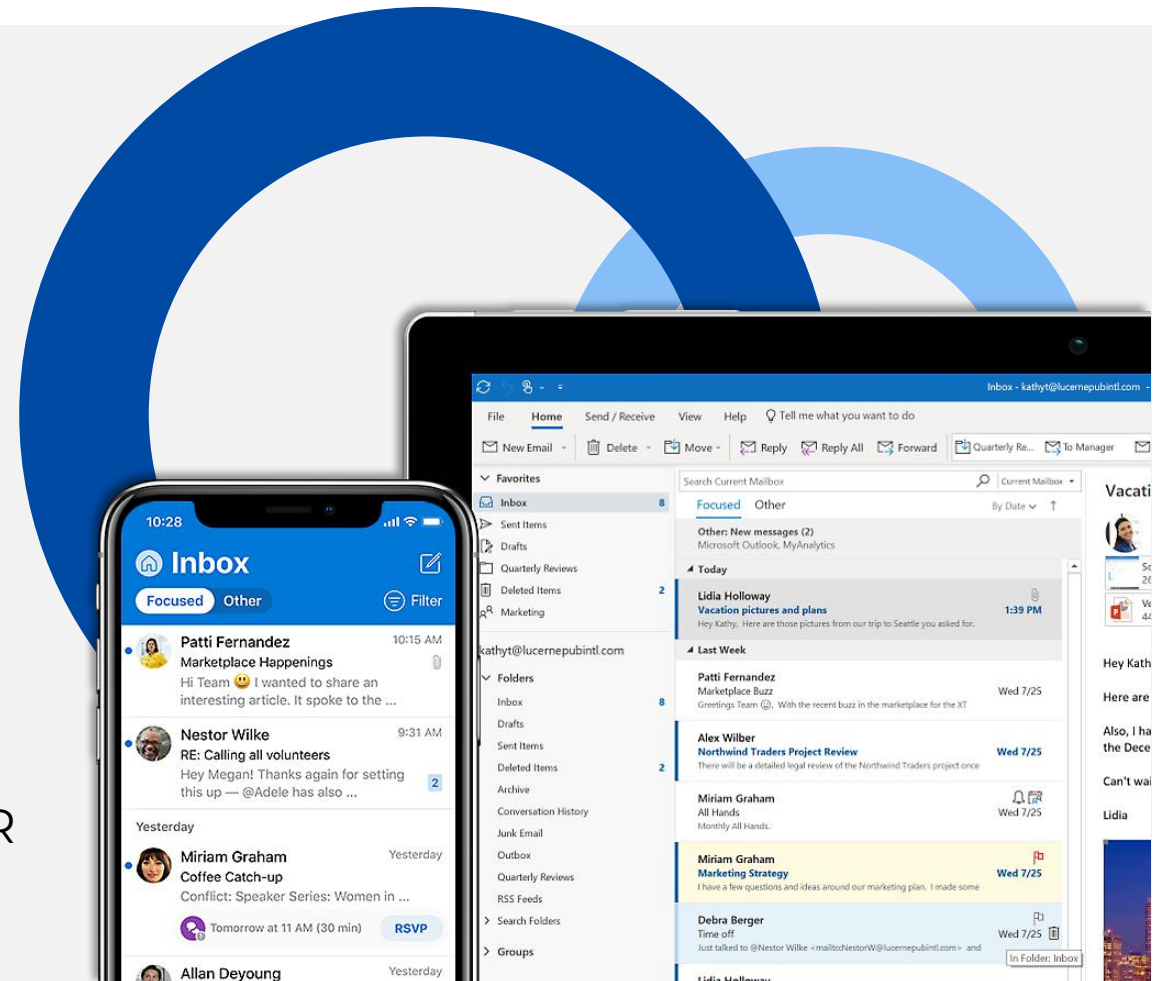 R
10:28
Inbox
Focused Other
Filter
Patti Fernandez 10:15 AM
Marketplace Happenings
Hi Team 😃 I wanted to share an
interesting article. It spoke to the ...
Nestor Wilke 9:31 AM
RE: Calling all volunteers
Hey Megan! Thanks again for setting
this up — @Adele has also ... 2
Yesterday
Miriam Graham Yesterday
Coffee Catch-up
Conflict: Speaker Series: Women in ...
Tomorrow at 11 AM (30 min) RSVP
Allan Deyoung Yesterday
Inbox - kathyt@lucernepubintl.com -
File Home Send / Receive View Help Tell me what you want to do
New Email Delete Move Reply Reply All Forward Quarterly Re... To Manager
Favorites
Inbox 8
Sent Items
Drafts
Quarterly Reviews
Deleted Items 2
Marketing
kathyt@lucernepubintl.com
Folders
Inbox 8
Drafts
Sent Items
Deleted Items 2
Archive
Conversation History
Junk Email
Outbox
Quarterly Reviews
RSS Feeds
Search Folders
Groups
Search Current Mailbox Current Mailbox
Focused Other By Date
Other: New messages (2)
Microsoft Outlook, MyAnalytics
Today
Lidia Holloway
Vacation pictures and plans 1:39 PM
Hey Kathy, Here are those pictures from our trip to Seattle you asked for.
Last Week
Patti Fernandez
Marketplace Buzz Wed 7/25
Greetings Team ☺, With the recent buzz in the marketplace for the XT
Alex Wilber
Northwind Traders Project Review Wed 7/25
There will be a detailed legal review of the Northwind Traders project once
Miriam Graham
All Hands Wed 7/25
Monthly All Hands.
Miriam Graham
Marketing Strategy Wed 7/25
I have a few questions and ideas around our marketing plan. I made some
Debra Berger
Time off Wed 7/25
Just talked to @Nestor Wilke <mailto:NestorW@lucernepubintl.com> and
In Folder: Inbox
Lidia Holloway
Vacati
Sc
26
Ve
44
Hey Kath
Here are
Also, I ha
the Dece
Can't wai
Lidia